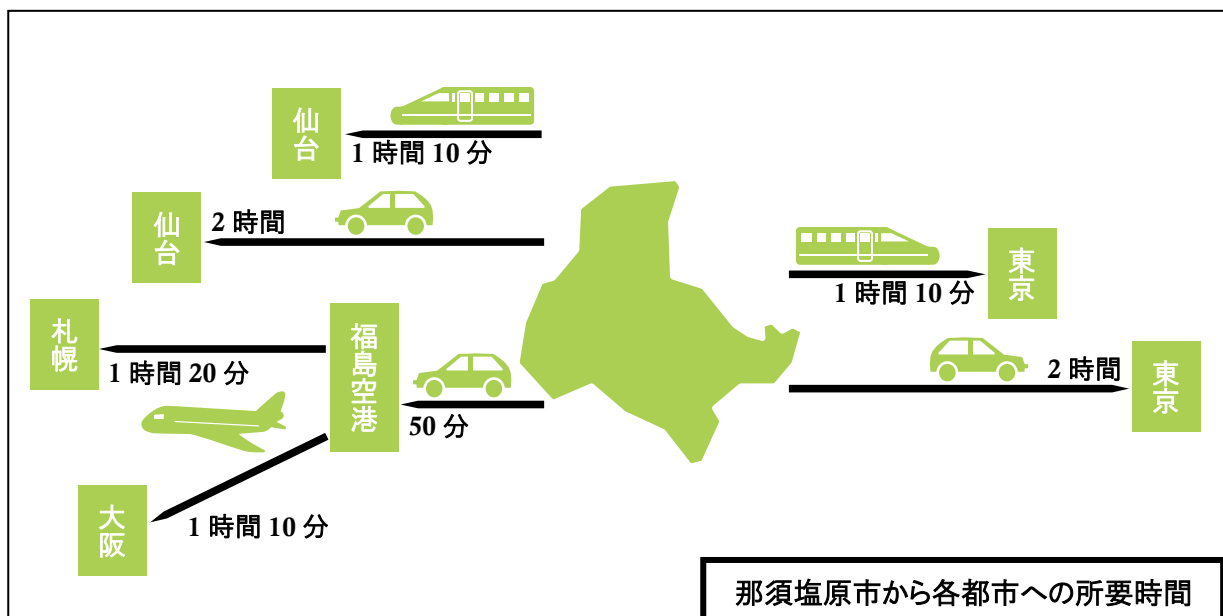 仙台
1 時間 10 分
仙台
2 時間
東京
1 時間 10 分
札幌
1 時間 20 分
福島空港
50 分
2 時間
東京
大阪
1 時間 10 分
那須塩原市から各都市への所要時間